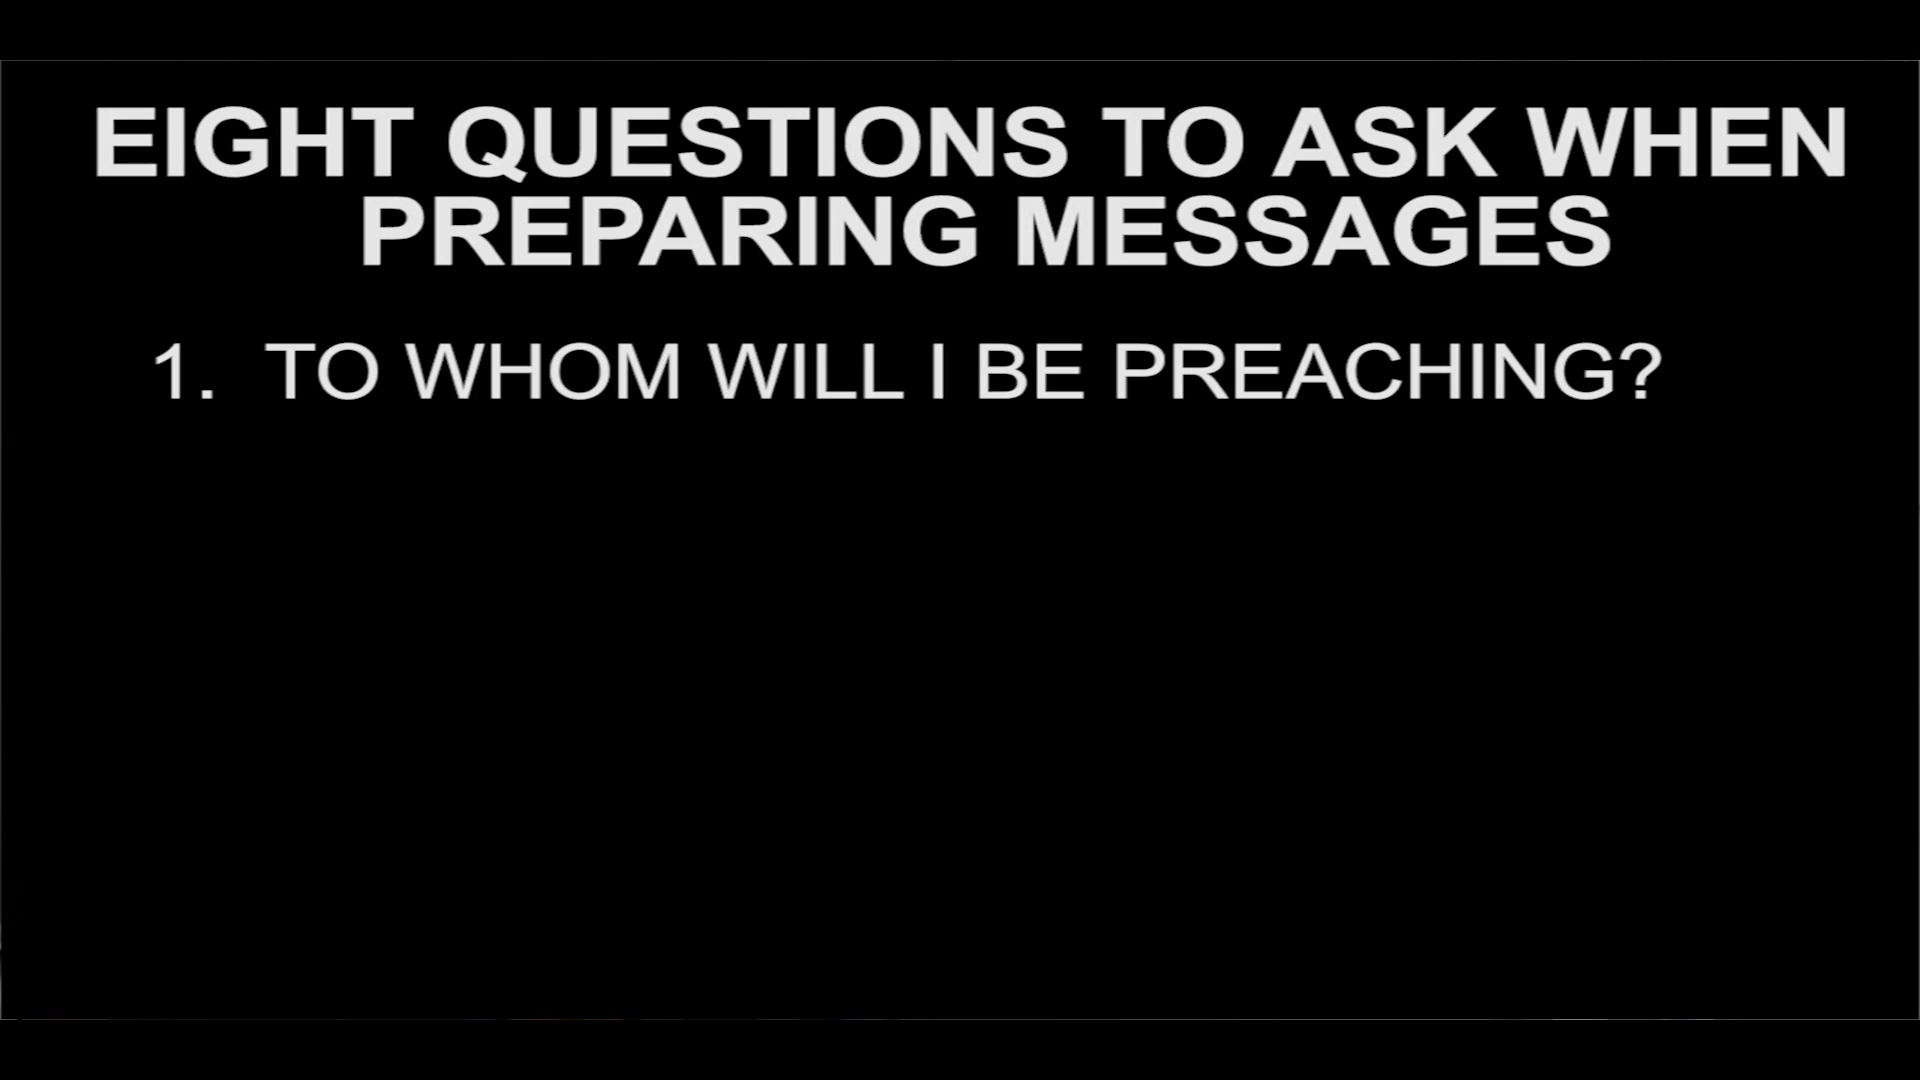 EIGHT QUESTIONS TO ASK WHEN
PREPARING MESSAGES
1. TO WHOM WILL I BE PREACHING?